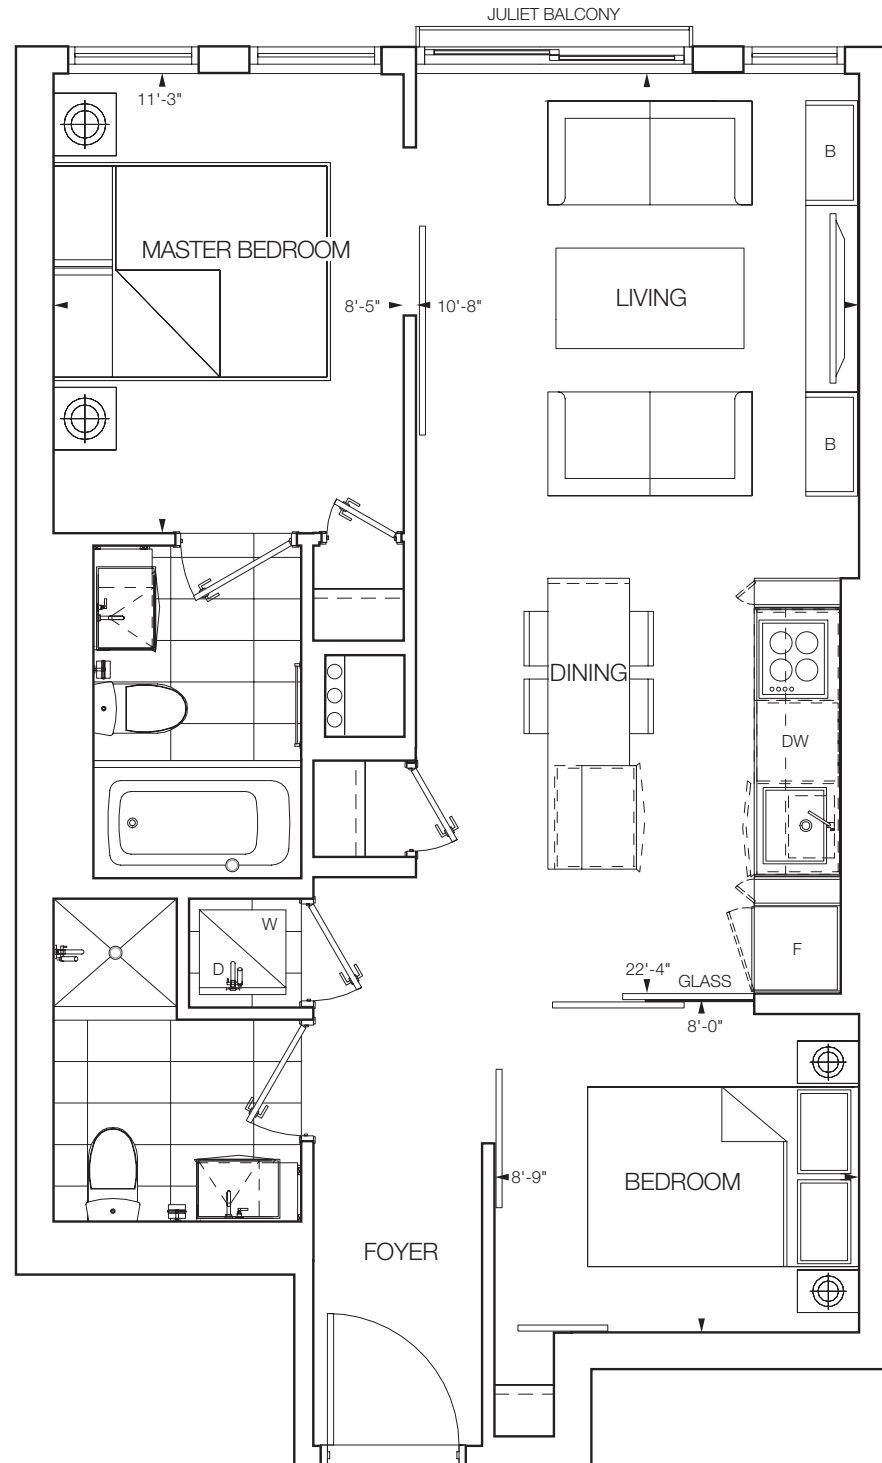 JULIET BALCONY
11'-3"
B
MASTER BEDROOM
8'-5"
10'-8"
LIVING
B
DINING
DW
W
D
F
22'-4"
GLASS
8'-0"
8'-9"
BEDROOM
FOYER